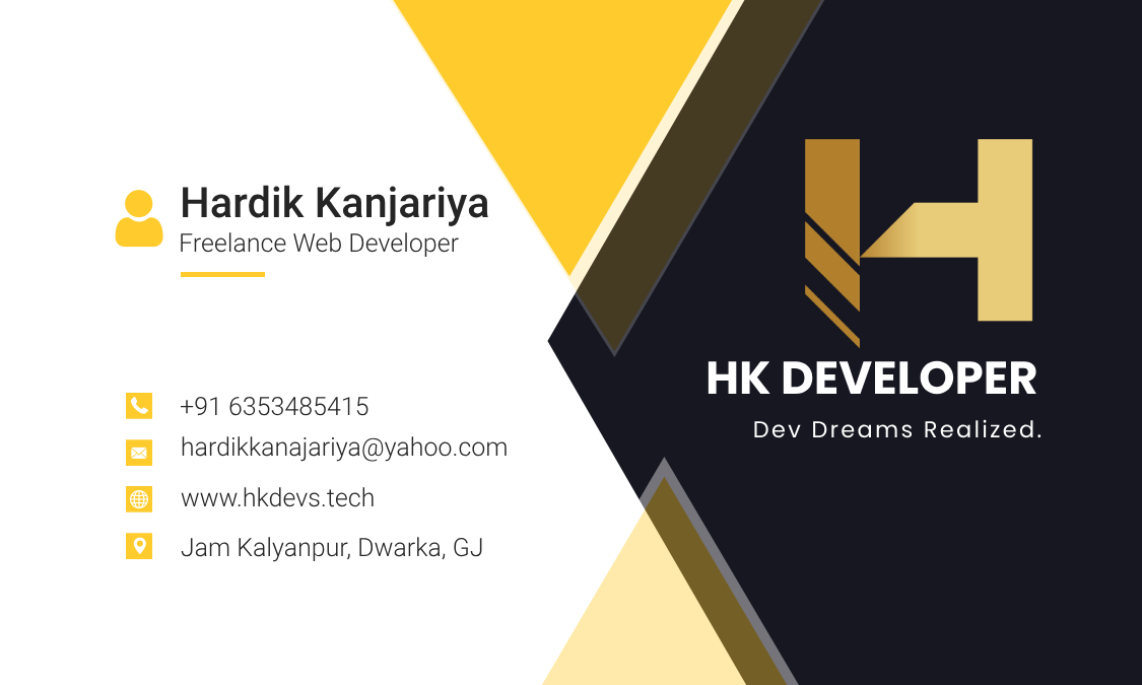 Hardik Kanjariya
Freelance Web Developer
+91 6353485415
hardikkanajariya@yahoo.com
www.hkdevs.tech
Jam Kalyanpur, Dwarka, GJ
H
HK DEVELOPER
Dev Dreams Realized.